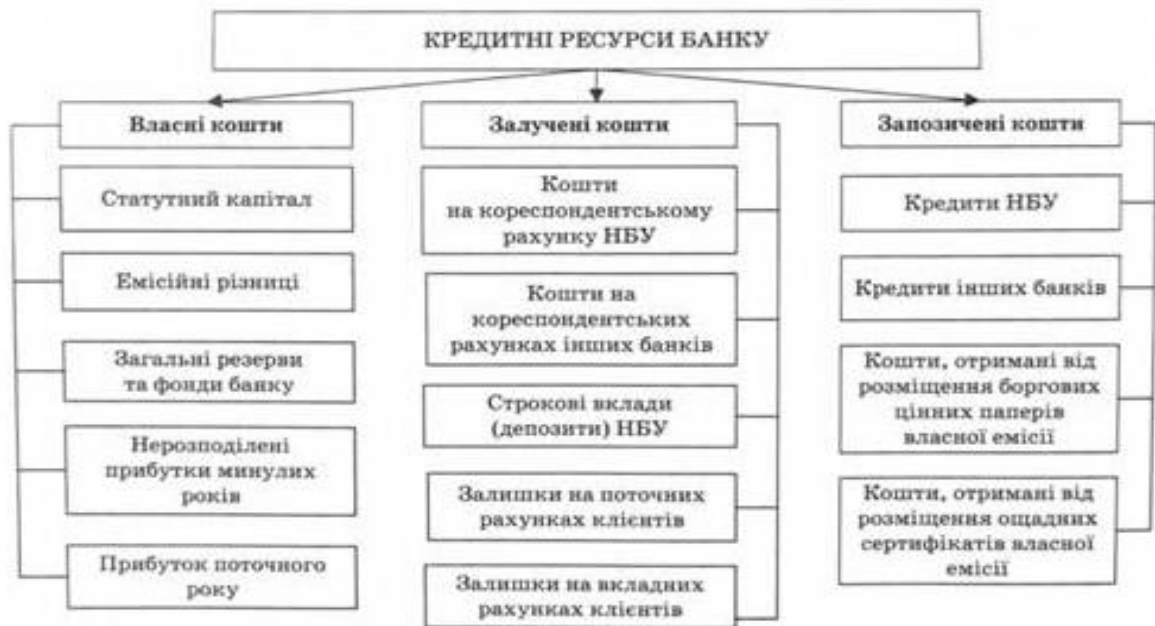 КРЕДИТНІ РЕСУРСИ БАНКУ
Власні кошти
Статутний капітал
Емісійні різниці
Загальні резерви
та фонди банку
Нерозподілені
прибутки минулих
років
Прибуток поточного
року
Залучені кошти
Кошти
на кореспондентському
рахунку НБУ
Кошти на
кореспондентських
рахунках інших банків
Строкові вклади
(депозити) НБУ
Залишки на поточних
рахунках клієнтів
Залишки на вкладних
рахунках клієнтів
Запозичені кошти
Кредити НБУ
Кредити інших банків
Кошти, отримані від
розміщення боргових
цінних паперів
власної емісії
Кошти, отримані від
розміщення ощадних
сертифікатів власної
емісії